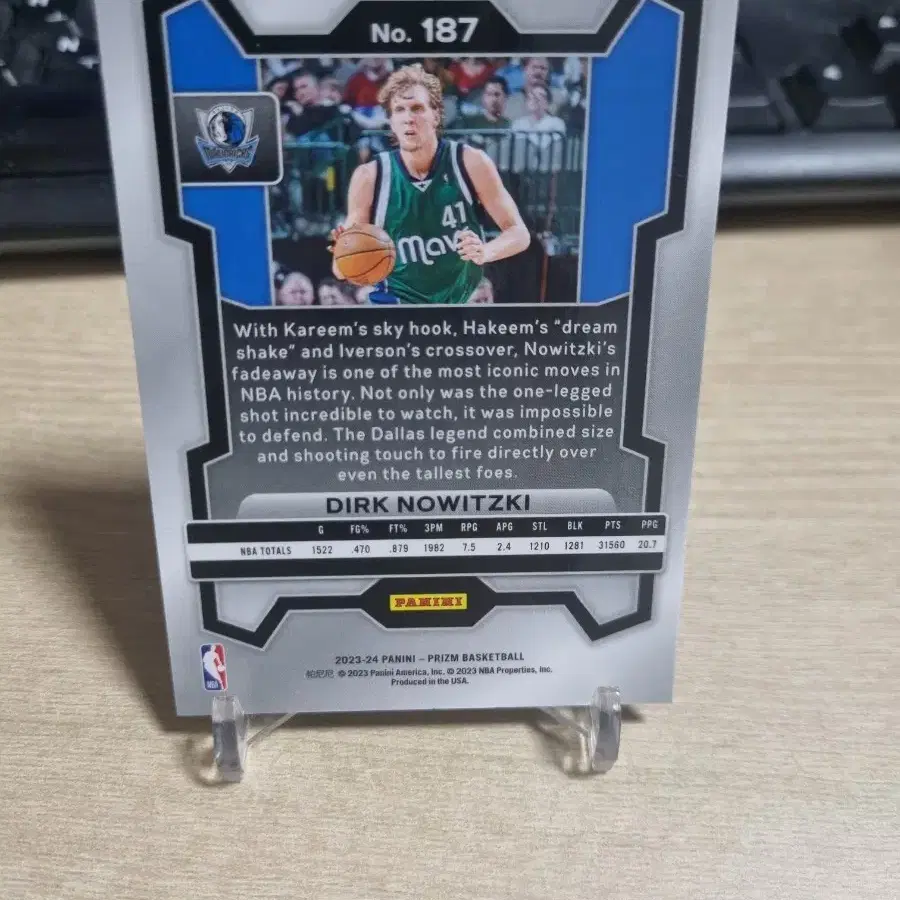 No. 187
MAVERICKS
41
Mavs
With Kareem's sky hook, Hakeem's "dream
shake" and Iverson's crossover, Nowitzki's
fadeaway is one of the most iconic moves in
NBA history. Not only was the one-legged
shot incredible to watch, it was impossible
to defend. The Dallas legend combined size
and shooting touch to fire directly over
even the tallest foes.
DIRK NOWITZKI
G FG% FT% 3PM RPG APG STL BLK PTS PPG
NBA TOTALS 1522 .470 .879 1982 7.5 2.4 1210 1281 31560 20.7
PANINI
2023-24 PANINI – PRIZM BASKETBALL
帕尼尼 © 2023 Panini America, Inc. © 2023 NBA Properties, Inc.
Produced in the USA.
NBA